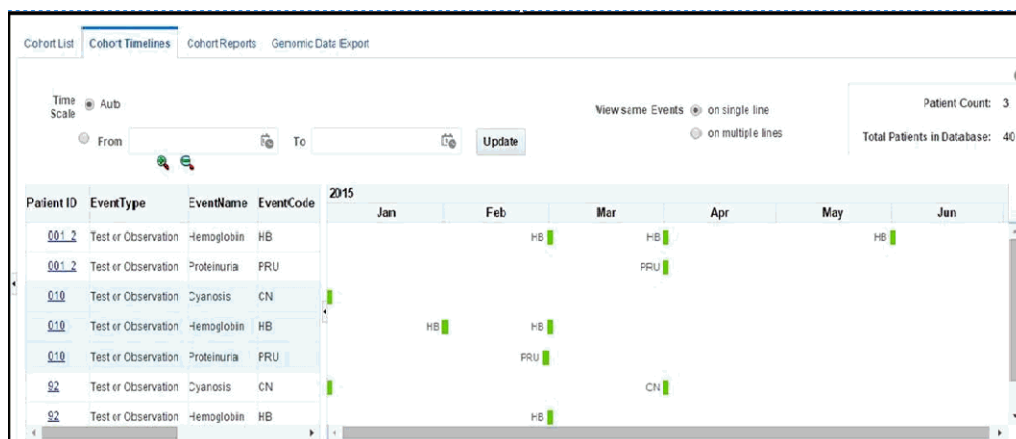 Cohort List Cohort Timelines Cohort Reports Genomic Data Export
Time Scale Auto
View same Events on single line
Patient Count: 3
From To Update
on multiple lines
Total Patients in Database: 40
2015
Patient ID EventType EventName EventCode Jan Feb Mar Apr May Jun
001_2 Test or Observation Hemoglobin HB HB HB HB
001_2 Test or Observation Proteinuria PRU PRU
010 Test or Observation Cyanosis CN
010 Test or Observation Hemoglobin HB HB HB
010 Test or Observation Proteinuria PRU PRU
92 Test or Observation Cyanosis CN CN
92 Test or Observation Hemoglobin HB HB